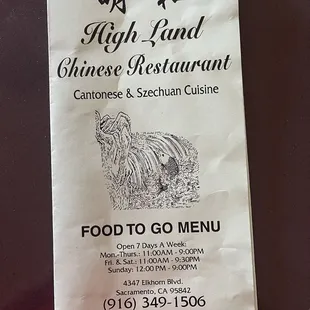 High Land
Chinese Restaurant
Cantonese & Szechuan Cuisine
FOOD TO GO MENU
Open 7 Days A Week:
Mon.-Thurs.: 11:00AM - 9:00PM
Fri. & Sat.: 11:00AM - 9:30PM
Sunday: 12:00 PM - 9:00PM
4347 Elkhorn Blvd.
Sacramento, CA 95842
(916) 349-1506